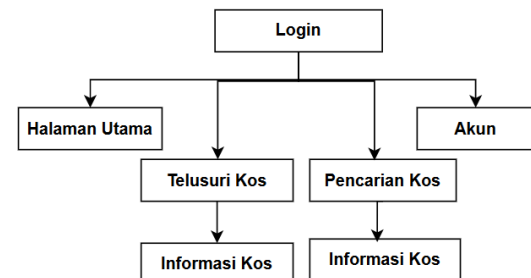 Login
Halaman Utama
Akun
Telusuri Kos
Pencarian Kos
Informasi Kos
Informasi Kos